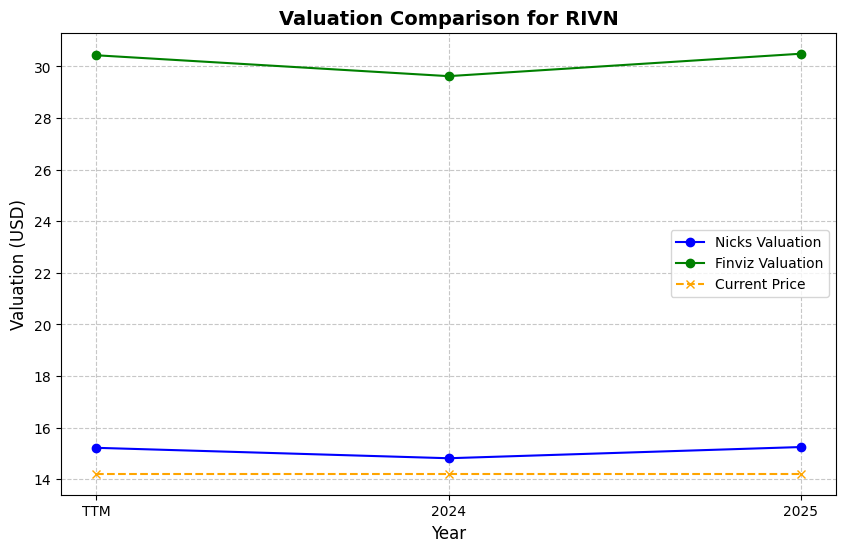 Valuation Comparison for RIVN
Valuation (USD)
30
28
26
24
22
20
18
16
14
Nicks Valuation
Finviz Valuation
Current Price
TTM
2024
2025
Year